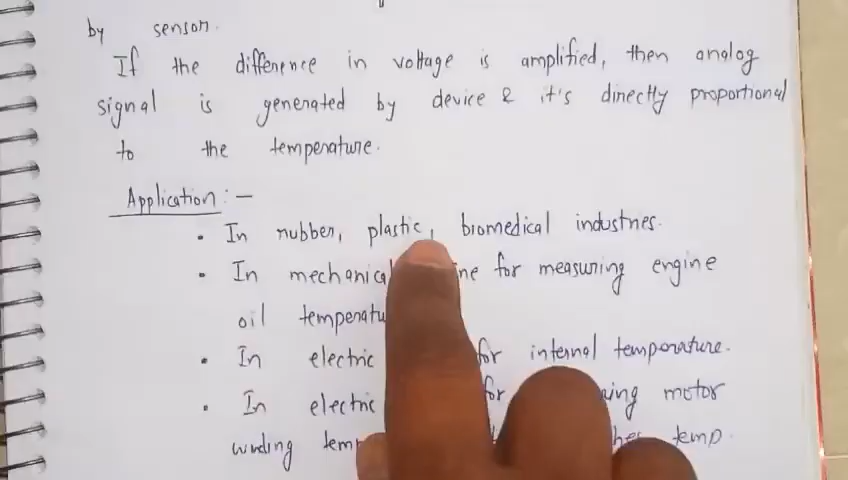 by sensor.
If the difference in voltage is amplified, then analog
signal is generated by device & it's directly proportional
to the temperature.
Application :-
• In rubber, plastic, biomedical industries.
• In mechanical for measuring engine
oil
• In electric for internal temperature.
• In electric for motor
winding temp.